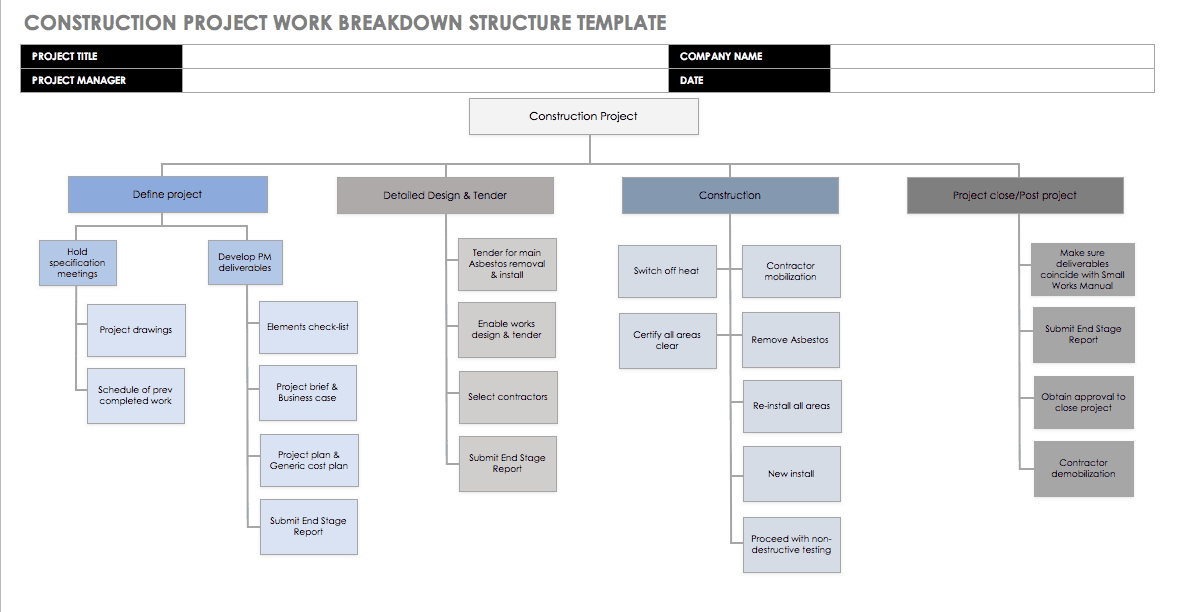 CONSTRUCTION PROJECT WORK BREAKDOWN STRUCTURE TEMPLATE
PROJECT TITLE
COMPANY NAME
PROJECT MANAGER
DATE
Construction Project
Define project
Detailed Design & Tender
Construction
Project close/Post project
Hold
specification
meetings
Project drawings
Schedule of prev
completed work
Develop PM
deliverables
Elements check-list
Project brief &
Business case
Project plan &
Generic cost plan
Submit End Stage
Report
Tender for main
Asbestos removal
& install
Enable works
design & tender
Select contractors
Submit End Stage
Report
Switch off heat
Contractor
mobilization
Certify all areas
clear
Remove Asbestos
Re-install all areas
New install
Proceed with non-
destructive testing
Make sure
deliverables
coincide with Small
Works Manual
Submit End Stage
Report
Obtain approval to
close project
Contractor
demobilization